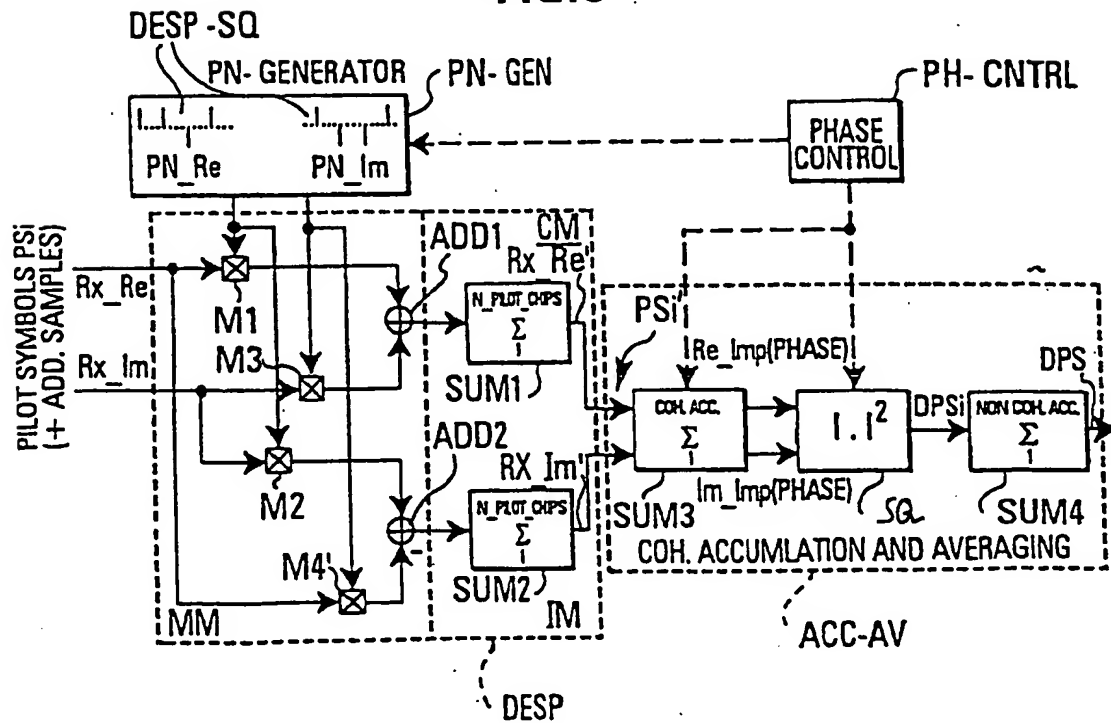 DESP-SQ
PN- GENERATOR
PN- GEN
PH- CNTRL
PN_Re
PN_Im
PHASE
CONTROL
PILOT SYMBOLS PSi
(+ ADD. SAMPLES)
Rx_Re
Rx_Im
M1
M3
M2
M4'
MM
ADD1
ADD2
CM
Rx_Re'
N_PILOT_CHIPS
Σ
1
SUM1
RX_Im'
N_PILOT_CHIPS
Σ
1
SUM2
IM
PSi'
Re_Imp(PHASE)
COH. ACC.
Σ
1
SUM3
Im_Imp(PHASE)
|.|²
SQ
DPSi
NON COH. ACC.
Σ
1
SUM4
DPS
COH. ACCUMLATION AND AVERAGING
ACC-AV
DESP